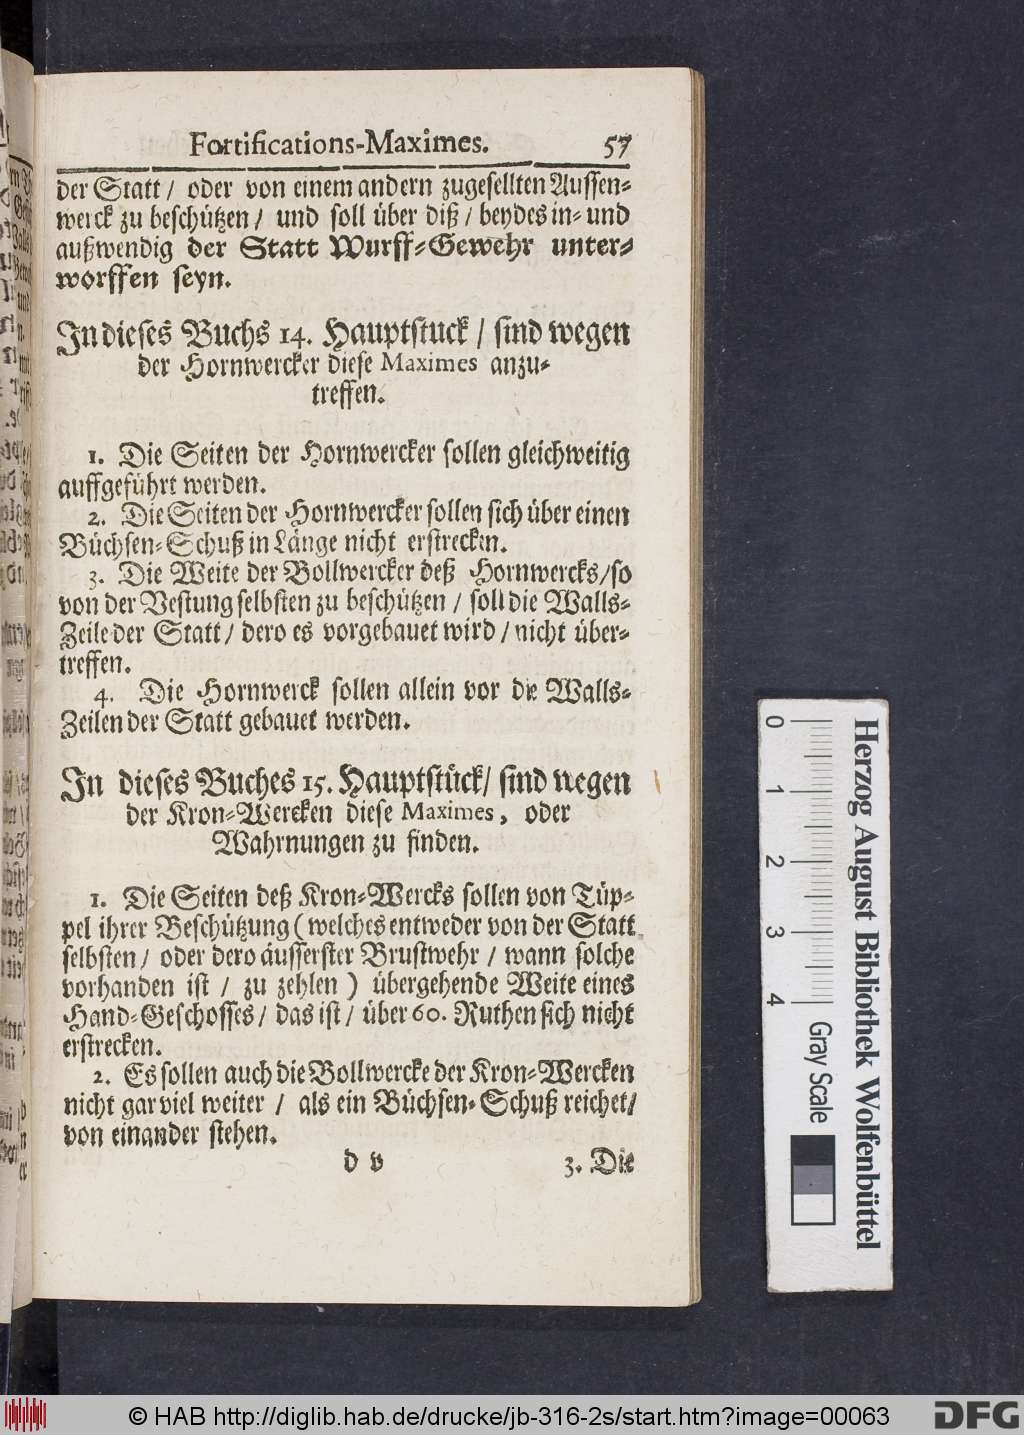 Fortifications-Maximes. 57
der Statt / oder von einem andern zugesellten Aussen-
werck zu beschützen / und soll über diß / beydes in- und
außwendig der Statt Wurff-Gewehr unter-
worffen seyn.
In dieses Buchs 14. Hauptstuck / sind wegen
der Hornwercker diese Maximes anzu-
treffen.
1. Die Seiten der Hornwercker sollen gleichweitig
auffgeführt werden.
2. Die Seiten der Hornwercker sollen sich über einen
Büchsen-Schuß in Länge nicht erstrecken.
3. Die Weite der Bollwercker deß Hornwercks / so
von der Vestung selbsten zu beschützen / soll die Walls-
Zeile der Statt / dero es vorgebauet wird / nicht über-
treffen.
4. Die Hornwerck sollen allein vor die Walls-
Zeilen der Statt gebauet werden.
In dieses Buches 15. Hauptstück / sind wegen
der Kron-Wercken diese Maximes, oder
Wahrnungen zu finden.
1. Die Seiten deß Kron-Wercks sollen von Tüp-
pel ihrer Beschützung ( welches entweder von der Statt
selbsten / oder dero äusserster Brustwehr / wann solche
vorhanden ist / zu zehlen ) übergehende Weite eines
Hand-Geschosses / das ist / über 60. Ruthen sich nicht
erstrecken.
2. Es sollen auch die Bollwercke der Kron-Wercken
nicht gar viel weiter / als ein Büchsen-Schuß reichet /
von einander stehen.
d v 3. Die
Herzog August Bibliothek Wolfenbüttel
0 1 2 3 4 Gray Scale
© HAB http://diglib.hab.de/drucke/jb-316-2s/start.htm?image=00063
DFG